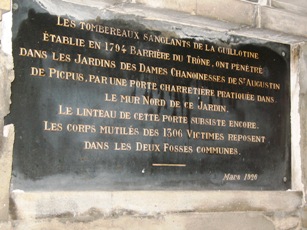 Les tombereaux sanglants de la guillotine
établie en 1794 Barrière du Trône, ont pénétré
dans les Jardins des Dames Chanoinesses de St Augustin
de Picpus, par une porte charretière pratiquée dans
le mur Nord de ce Jardin.
Le linteau de cette porte subsiste encore.
Les corps mutilés des 1306 Victimes reposent
dans les Deux Fosses communes.
Mars 1920